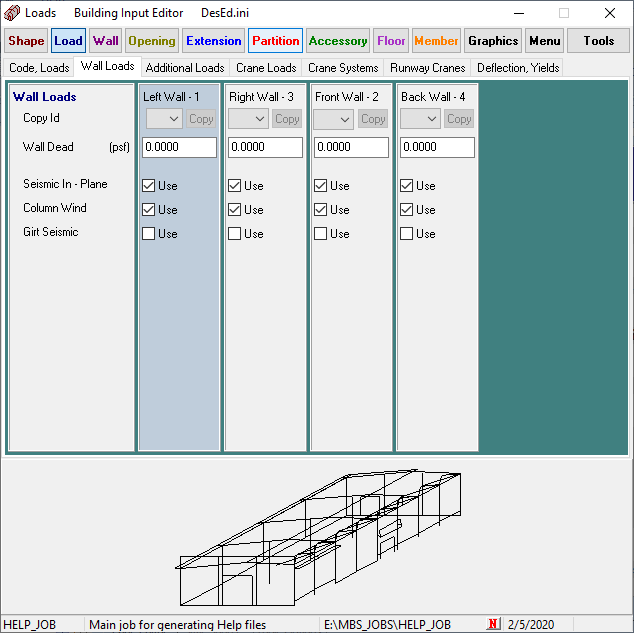 Loads Building Input Editor DesEd.ini
Shape Load Wall Opening Extension Partition Accessory Floor Member Graphics Menu Tools
Code, Loads Wall Loads Additional Loads Crane Loads Crane Systems Runway Cranes Deflection, Yields
Wall Loads Left Wall - 1 Right Wall - 3 Front Wall - 2 Back Wall - 4
Copy Id Copy Copy Copy Copy
Wall Dead (psf) 0.0000 0.0000 0.0000 0.0000
Seismic In - Plane Use Use Use Use
Column Wind Use Use Use Use
Girt Seismic Use Use Use Use
HELP_JOB Main job for generating Help files E:\MBS_JOBS\HELP_JOB N 2/5/2020